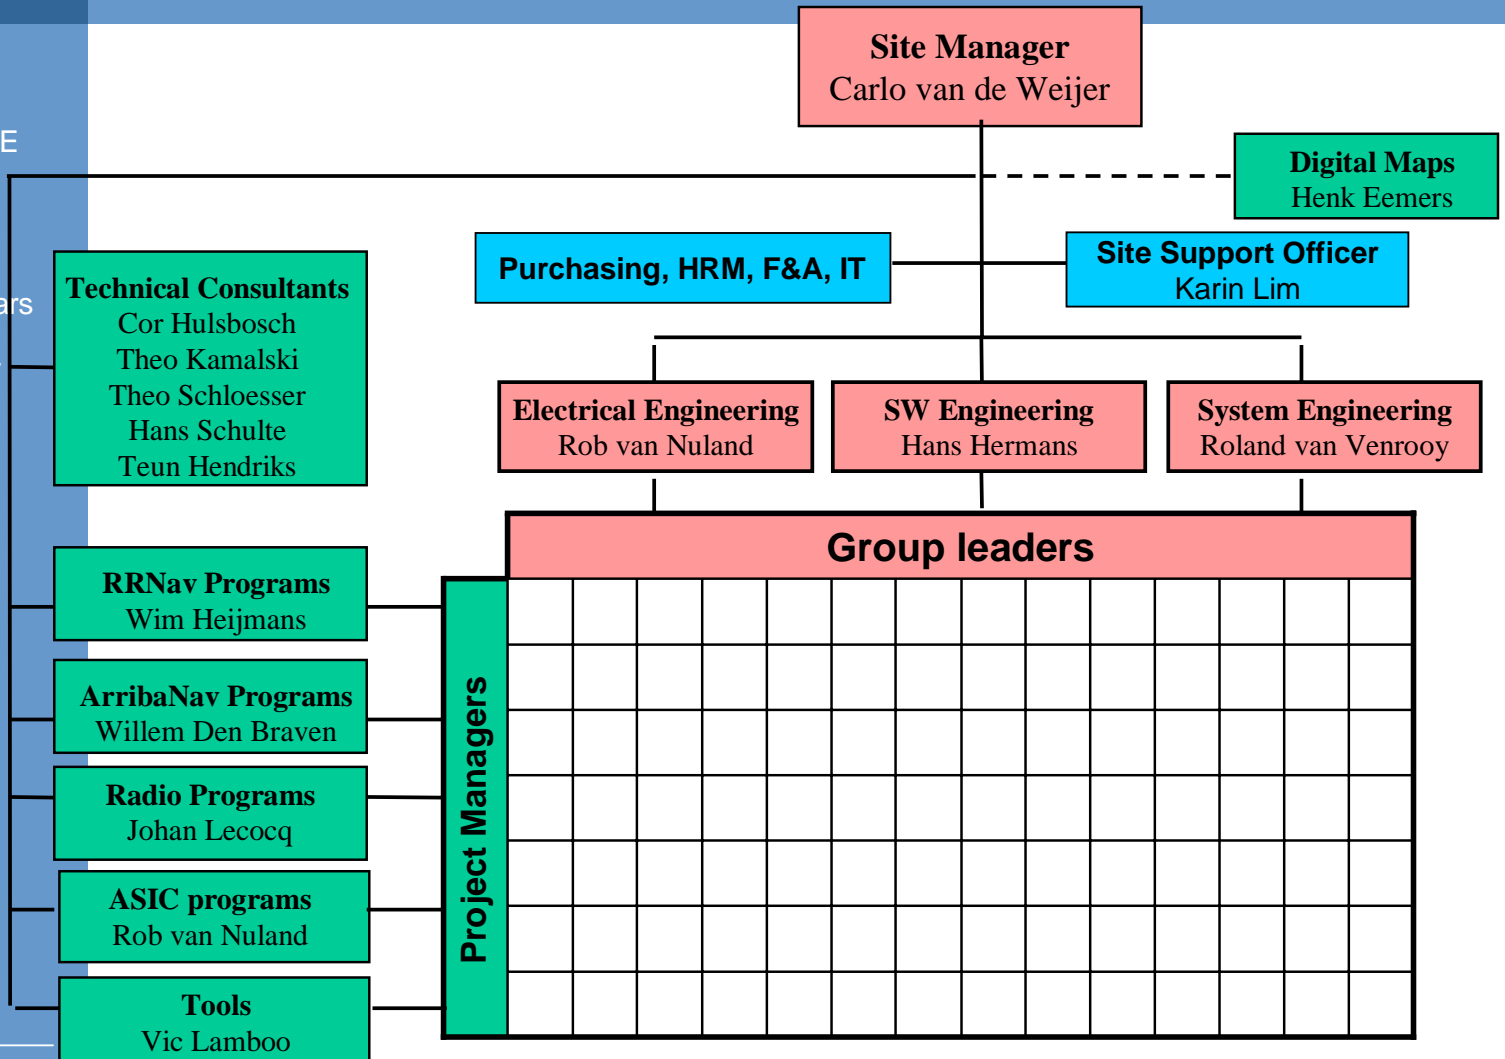 Site Manager
Carlo van de Weijer
E
Digital Maps
Henk Eemers
Purchasing, HRM, F&A, IT
Site Support Officer
Karin Lim
ars
Technical Consultants
Cor Hulsbosch
Theo Kamalski
Theo Schloesser
Hans Schulte
Teun Hendriks
Electrical Engineering
Rob van Nuland
SW Engineering
Hans Hermans
System Engineering
Roland van Venrooy
Group leaders
Project Managers
RRNav Programs
Wim Heijmans
ArribaNav Programs
Willem Den Braven
Radio Programs
Johan Lecocq
ASIC programs
Rob van Nuland
Tools
Vic Lamboo